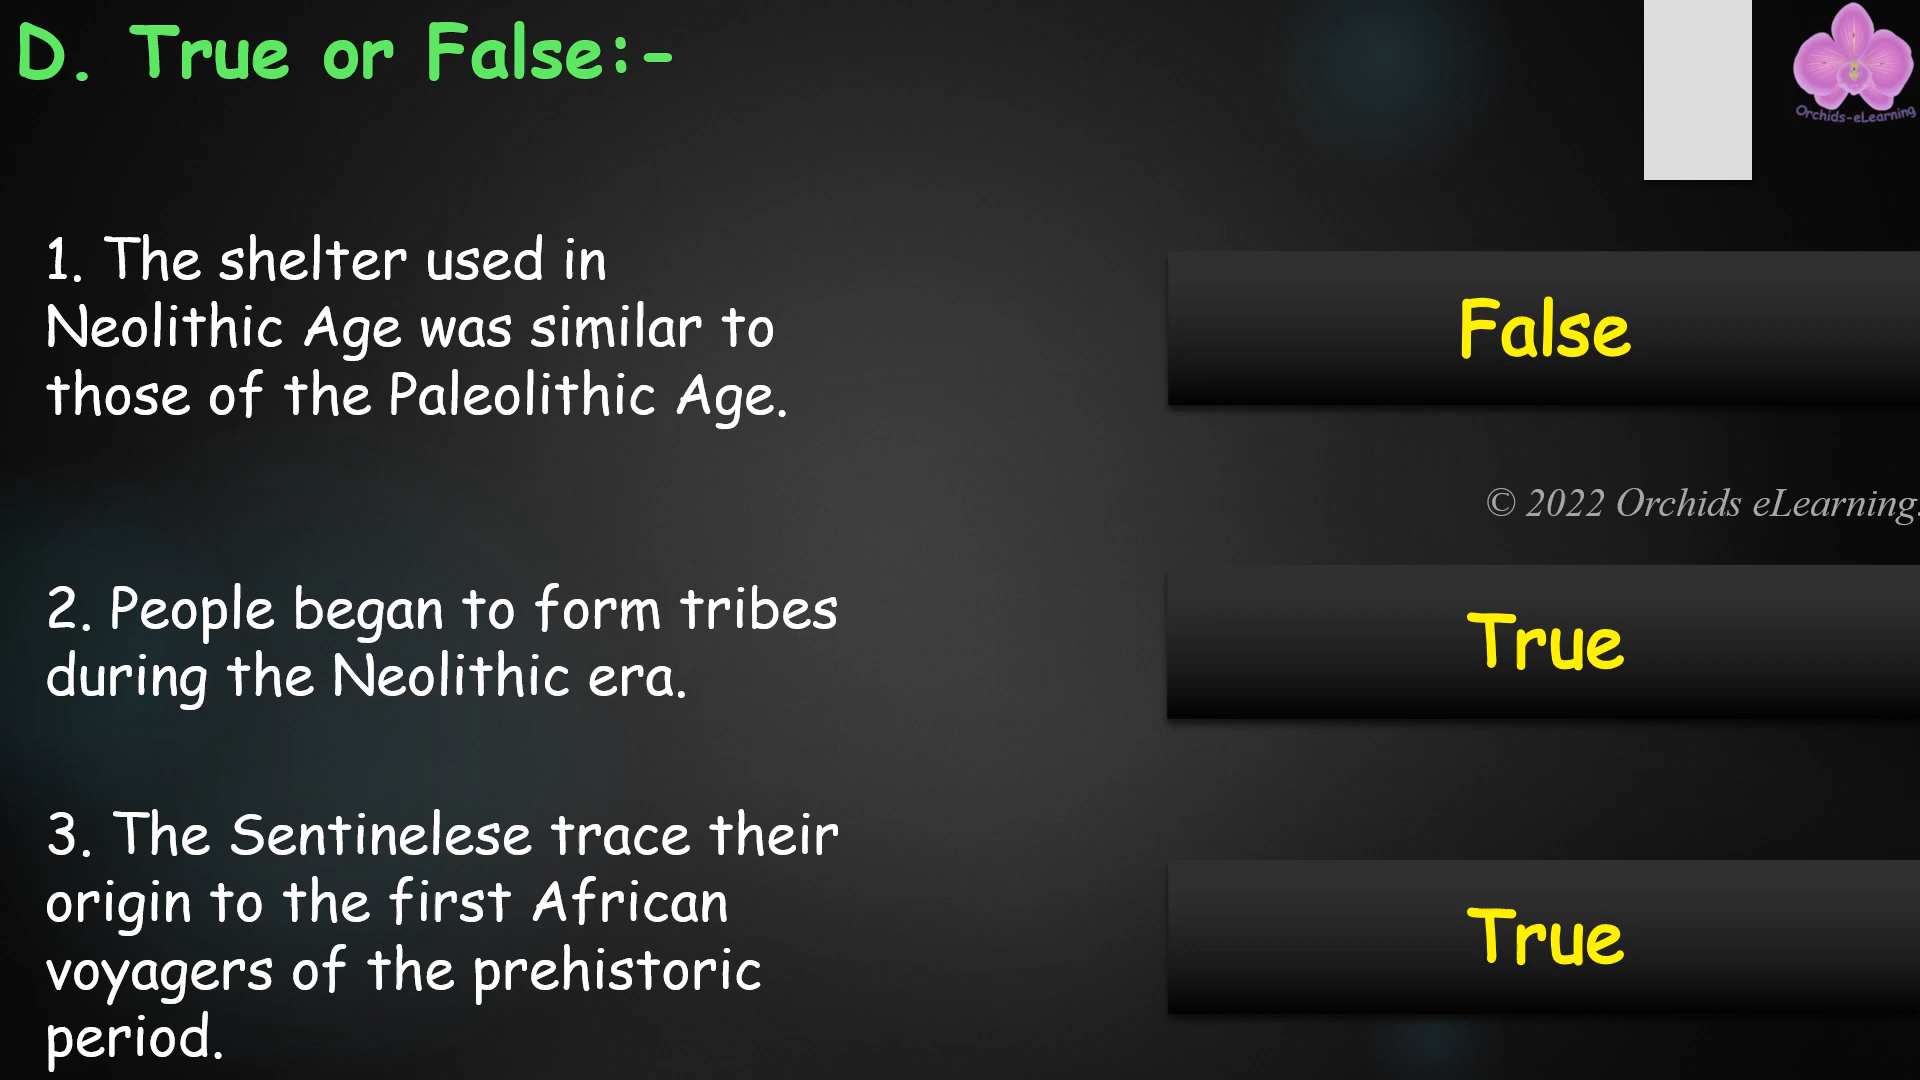 D. True or False:-
Orchids-eLearning
1. The shelter used in
Neolithic Age was similar to
those of the Paleolithic Age.
False
© 2022 Orchids eLearning.
2. People began to form tribes
during the Neolithic era.
True
3. The Sentinelese trace their
origin to the first African
voyagers of the prehistoric
period.
True